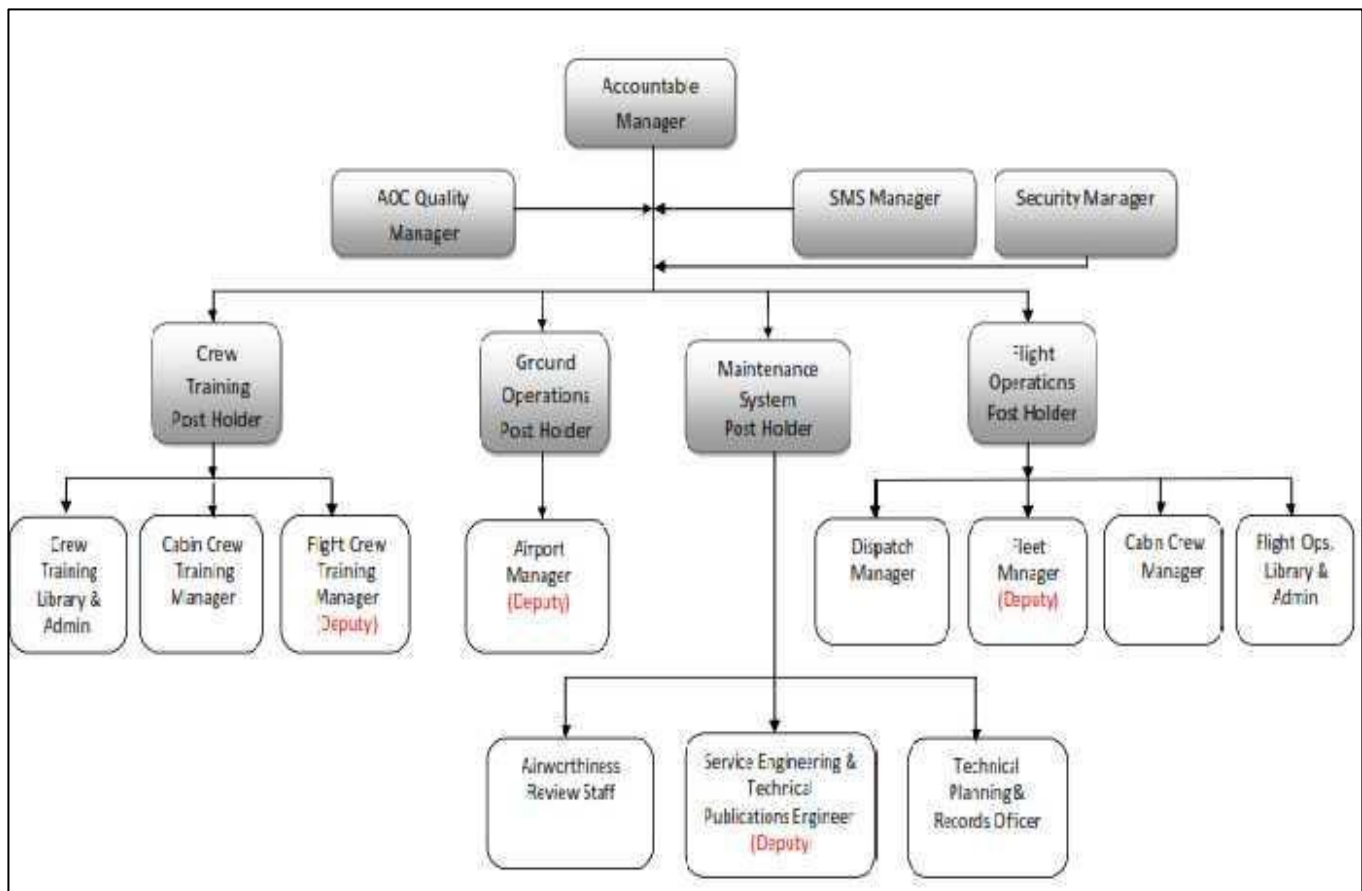 Accountable
Manager
AOC Quality
Manager
SMS Manager
Security Manager
Crew
Training
Post Holder
Ground
Operations
Post Holder
Maintenance
System
Post Holder
Flight
Operations
Post Holder
Crew
Training
Library &
Admin
Cabin Crew
Training
Manager
Flight Crew
Training
Manager
(Deputy)
Airport
Manager
(Deputy)
Dispatch
Manager
Fleet
Manager
(Deputy)
Cabin Crew
Manager
Flight Ops.
Library &
Admin
Airworthiness
Review Staff
Service Engineering &
Technical
Publications Engineer
(Deputy)
Technical
Planning &
Records Officer